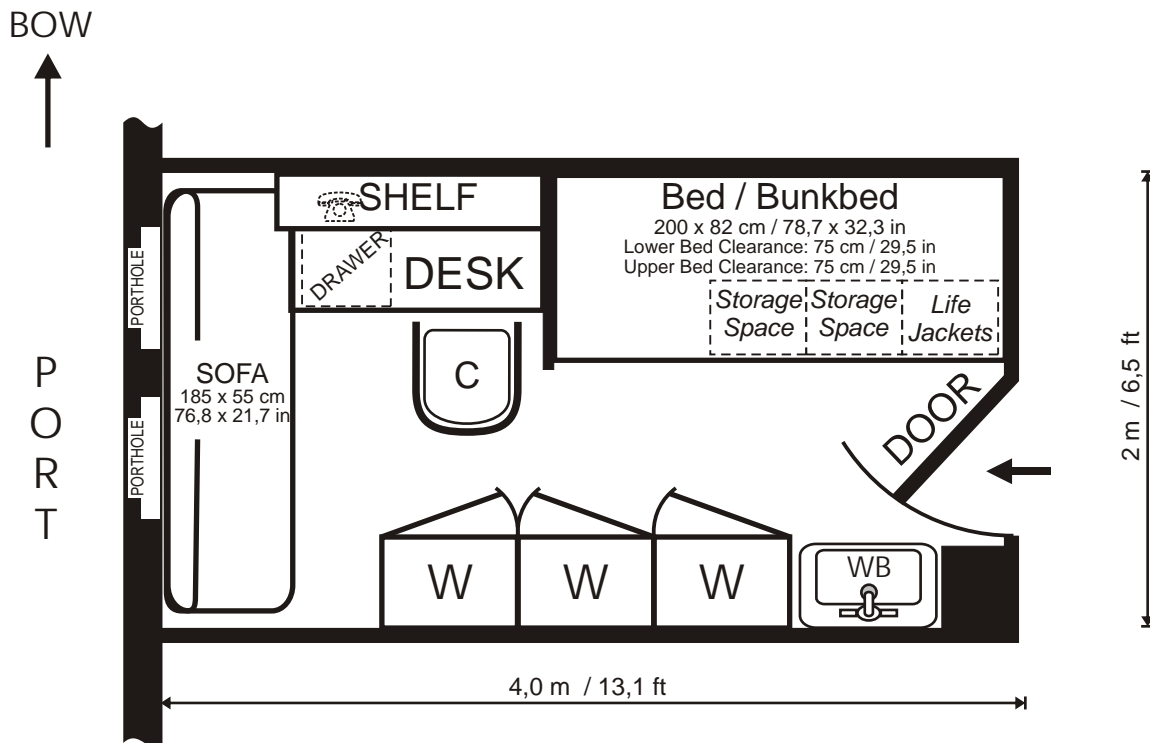 BOW
SHELF
DRAWER
DESK
Bed / Bunkbed
200 x 82 cm / 78,7 x 32,3 in
Lower Bed Clearance: 75 cm / 29,5 in
Upper Bed Clearance: 75 cm / 29,5 in
Storage
Space
Storage
Space
Life
Jackets
PORTHOLE
PORT
SOFA
185 x 55 cm
76,8 x 21,7 in
C
DOOR
2 m / 6,5 ft
PORTHOLE
W
W
W
WB
4,0 m / 13,1 ft